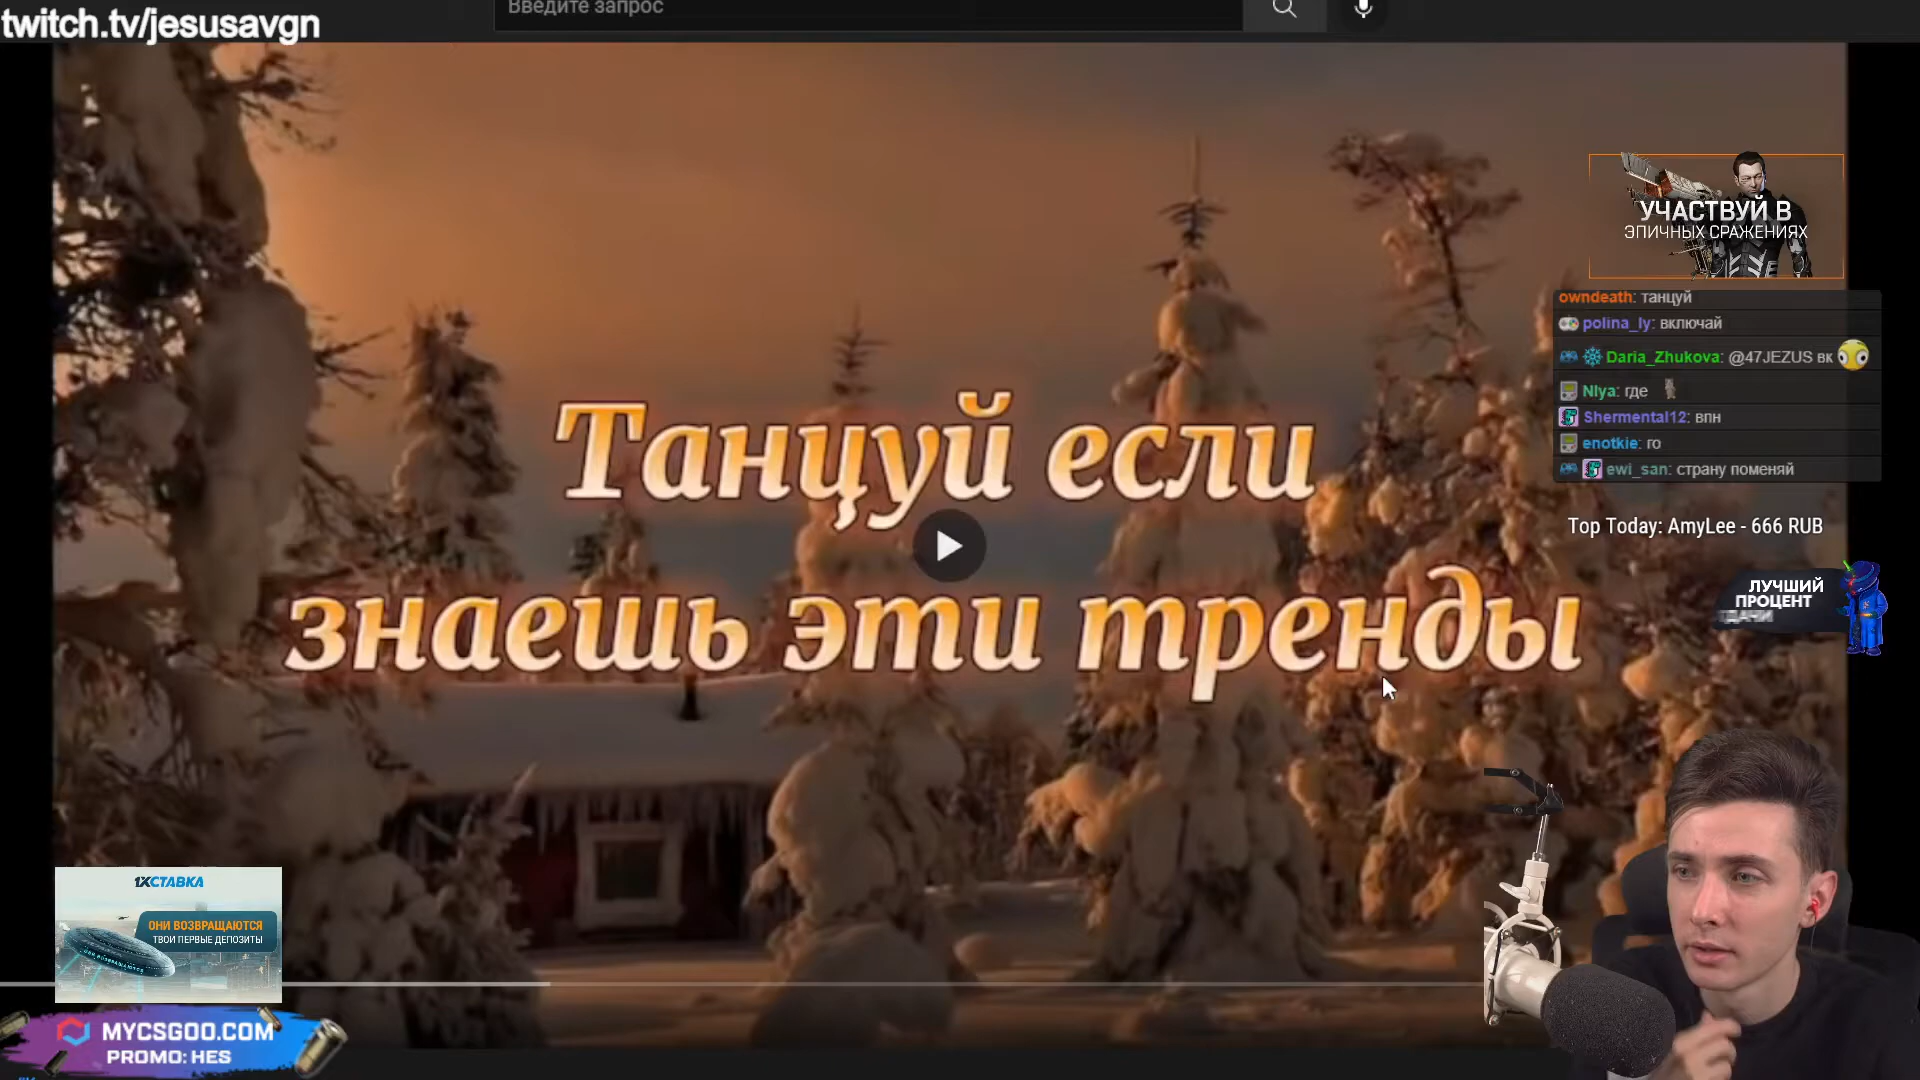 twitch.tv/jesusavgn
Введите запрос
УЧАСТВУЙ В
ЭПИЧНЫХ СРАЖЕНИЯХ
owndeath: танцуй
polina_ly: включай
Daria_Zhukova: @47JEZUS вк
Nlya: где
Shermental12: впн
enotkie: го
ewi_san: страну поменяй
Танцуй если
знаешь эти тренды
Top Today: AmyLee - 666 RUB
ЛУЧШИЙ
ПРОЦЕНТ
1XСТАВКА
ОНИ ВОЗВРАЩАЮТСЯ
ТВОИ ПЕРВЫЕ ДЕПОЗИТЫ
MYCSGOO.COM
PROMO: HES